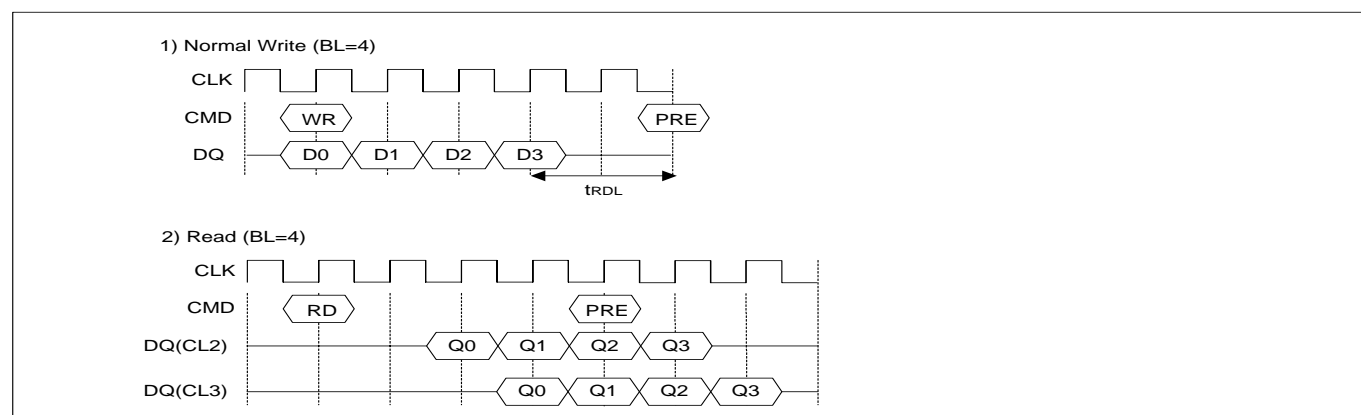 1) Normal Write (BL=4)
CLK
CMD WR PRE
DQ D0 D1 D2 D3
tRDL
2) Read (BL=4)
CLK
CMD RD PRE
DQ(CL2) Q0 Q1 Q2 Q3
DQ(CL3) Q0 Q1 Q2 Q3